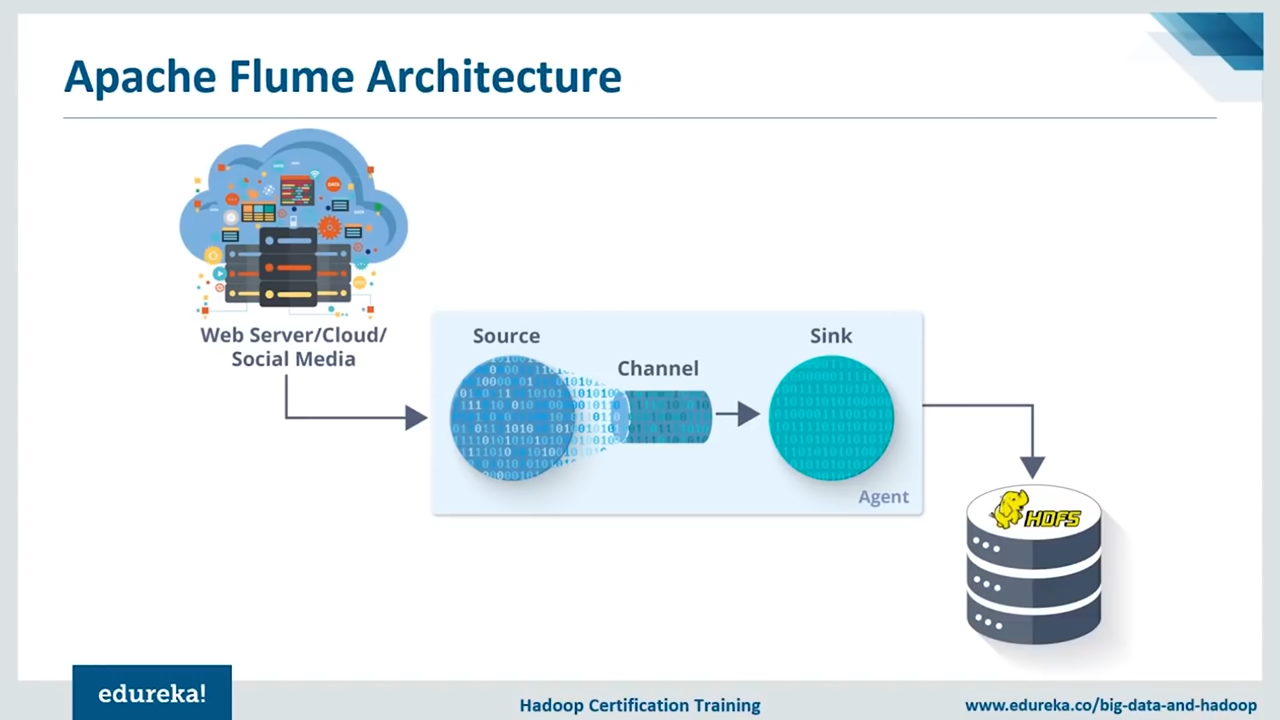 Apache Flume Architecture
DATA
Web Server/Cloud/
Social Media
Source
Channel
Sink
Agent
HDFS
edureka!
Hadoop Certification Training
www.edureka.co/big-data-and-hadoop